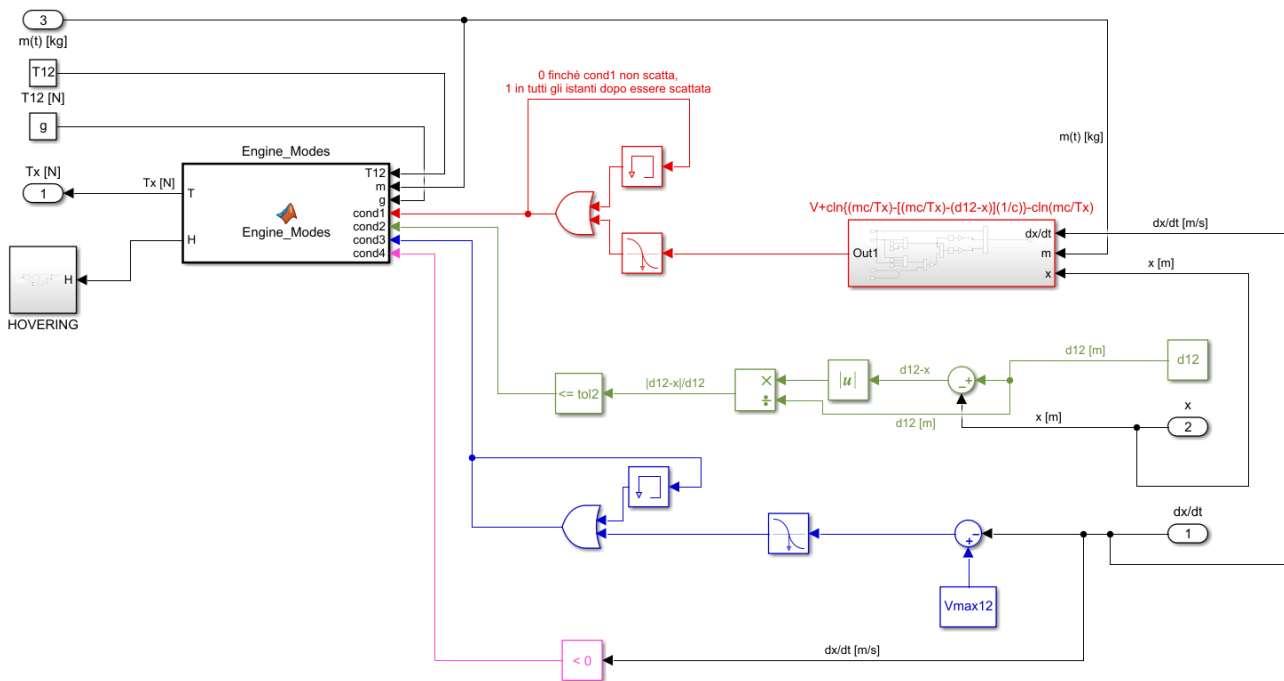 3
m(t) [kg]
T12
T12 [N]
g
Tx [N]
1
Tx [N]
Engine_Modes
T
H
Engine_Modes
T12
m
g
cond1
cond2
cond3
cond4
H
HOVERING
0 finché cond1 non scatta,
1 in tutti gli istanti dopo essere scattata
m(t) [kg]
V+cln{(mc/Tx)-[(mc/Tx)-(d12-x)](1/c)}-cln(mc/Tx)
Out1
dx/dt
m
x
dx/dt [m/s]
x [m]
<= tol2
|d12-x|/d12
×
÷
|u|
d12-x
d12 [m]
d12
d12 [m]
x [m]
x
2
dx/dt
1
Vmax12
< 0
dx/dt [m/s]